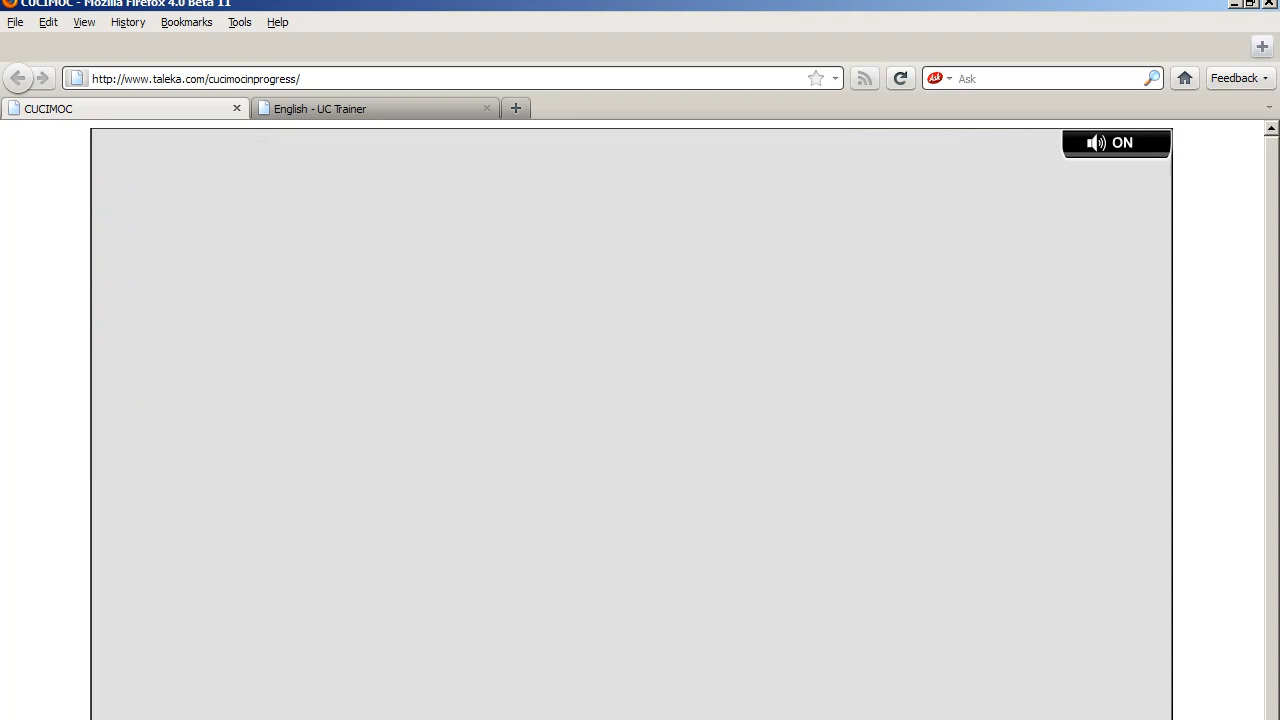 CUCIMOC - Mozilla Firefox 4.0 Beta 11
File Edit View History Bookmarks Tools Help
http://www.taleka.com/cucimocinprogress/ Ask Ask Feedback
CUCIMOC English - UC Trainer
ON